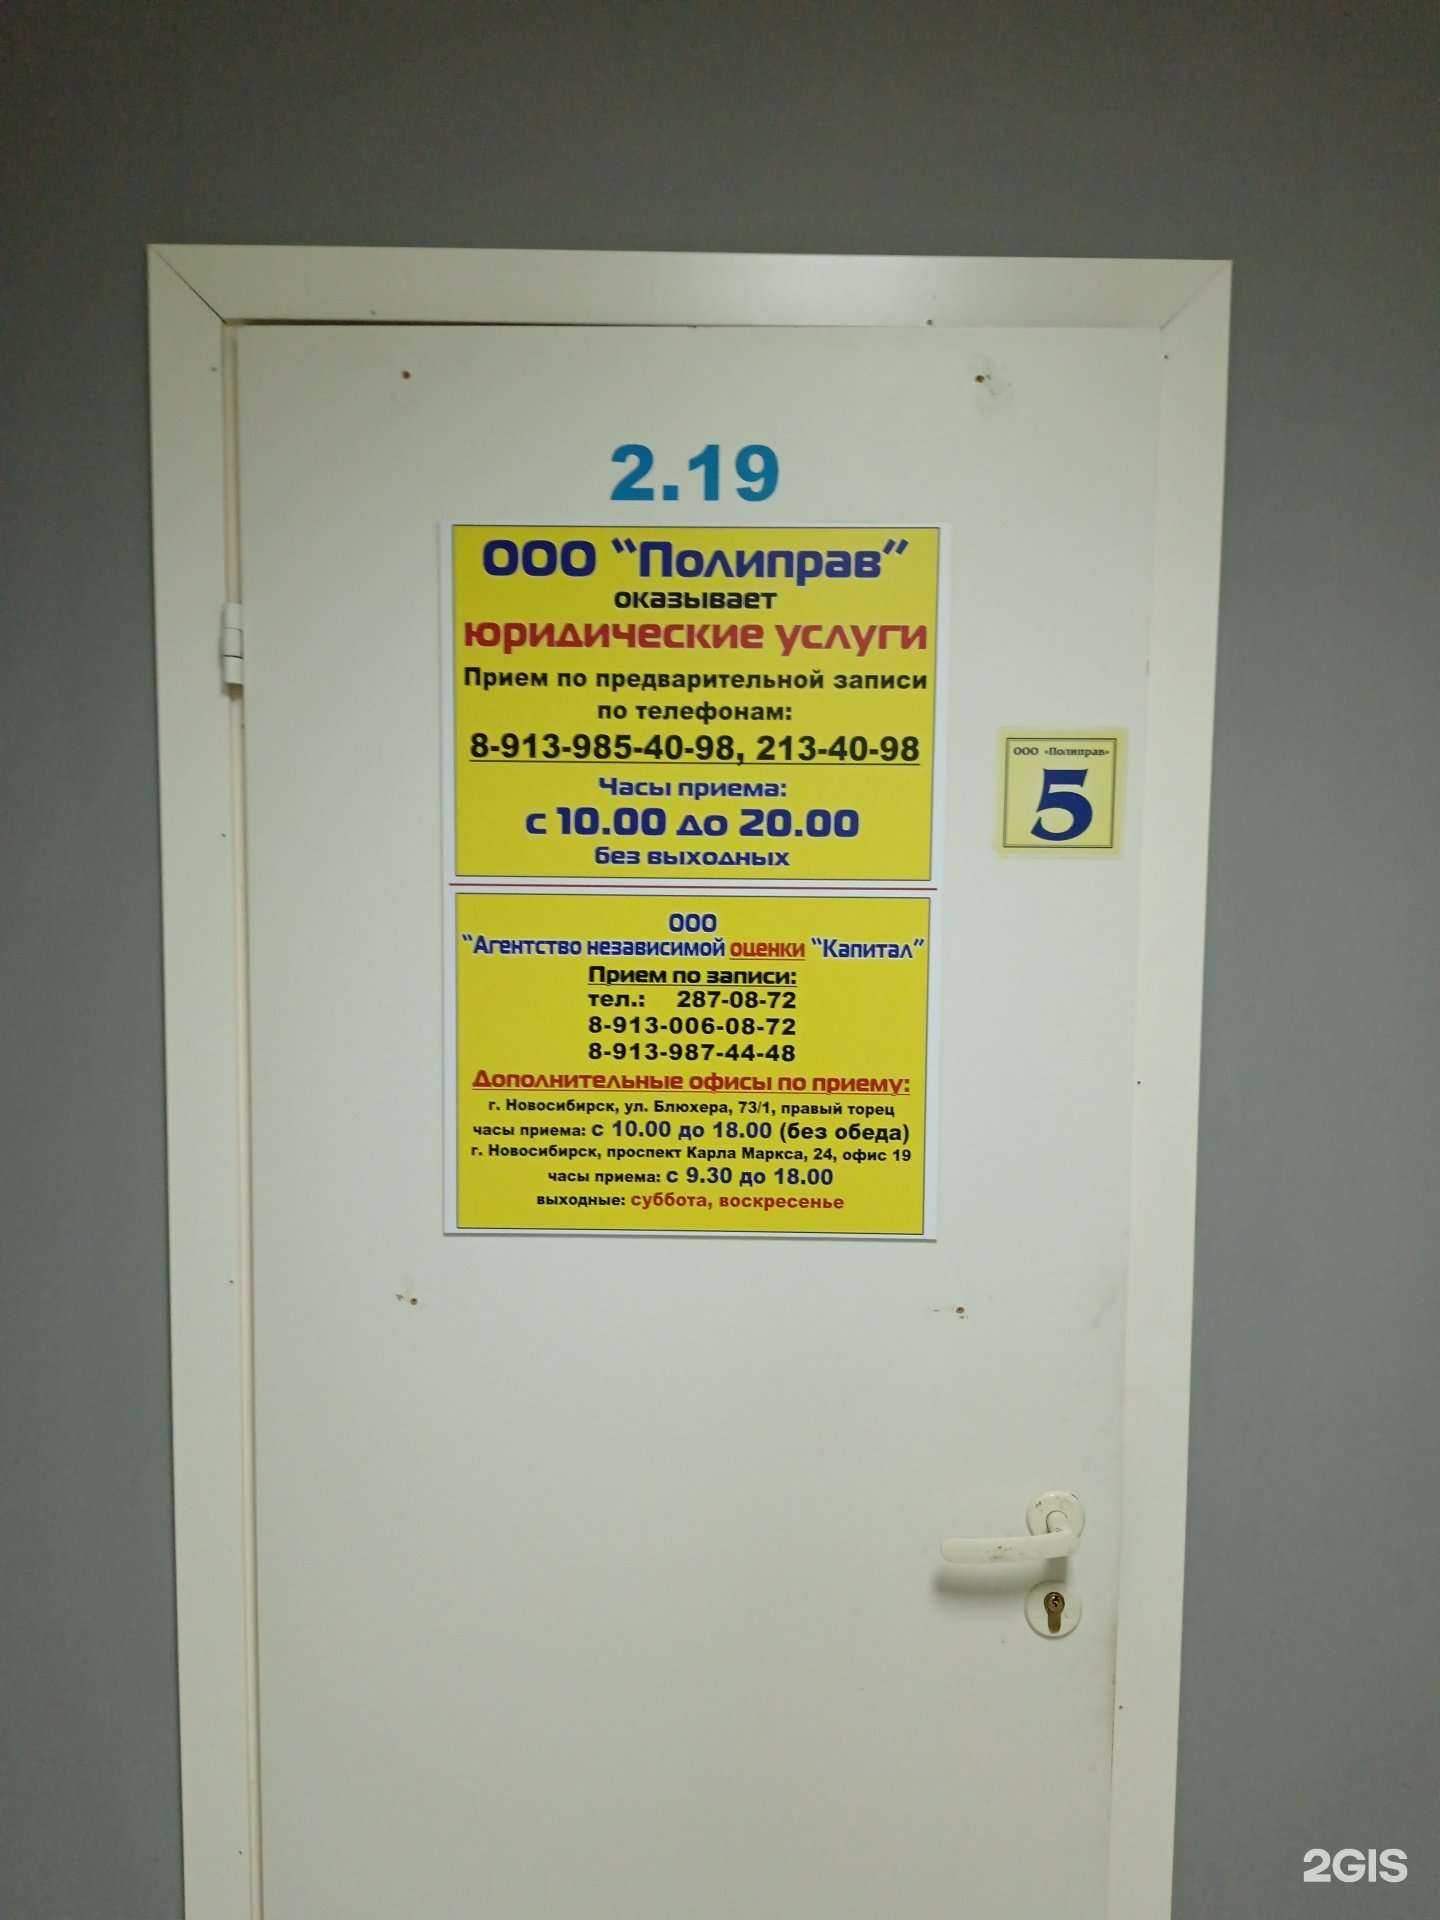 2.19
ООО "Полиправ"
оказывает
юридические услуги
Прием по предварительной записи
по телефонам:
8-913-985-40-98, 213-40-98
Часы приема:
с 10.00 до 20.00
без выходных
ООО «Полиправ»
5
ООО
"Агентство независимой оценки "Капитал"
Прием по записи:
тел.: 287-08-72
8-913-006-08-72
8-913-987-44-48
Дополнительные офисы по приему:
г. Новосибирск, ул. Блюхера, 73/1, правый торец
часы приема: с 10.00 до 18.00 (без обеда)
г. Новосибирск, проспект Карла Маркса, 24, офис 19
часы приема: с 9.30 до 18.00
выходные: суббота, воскресенье
2GIS